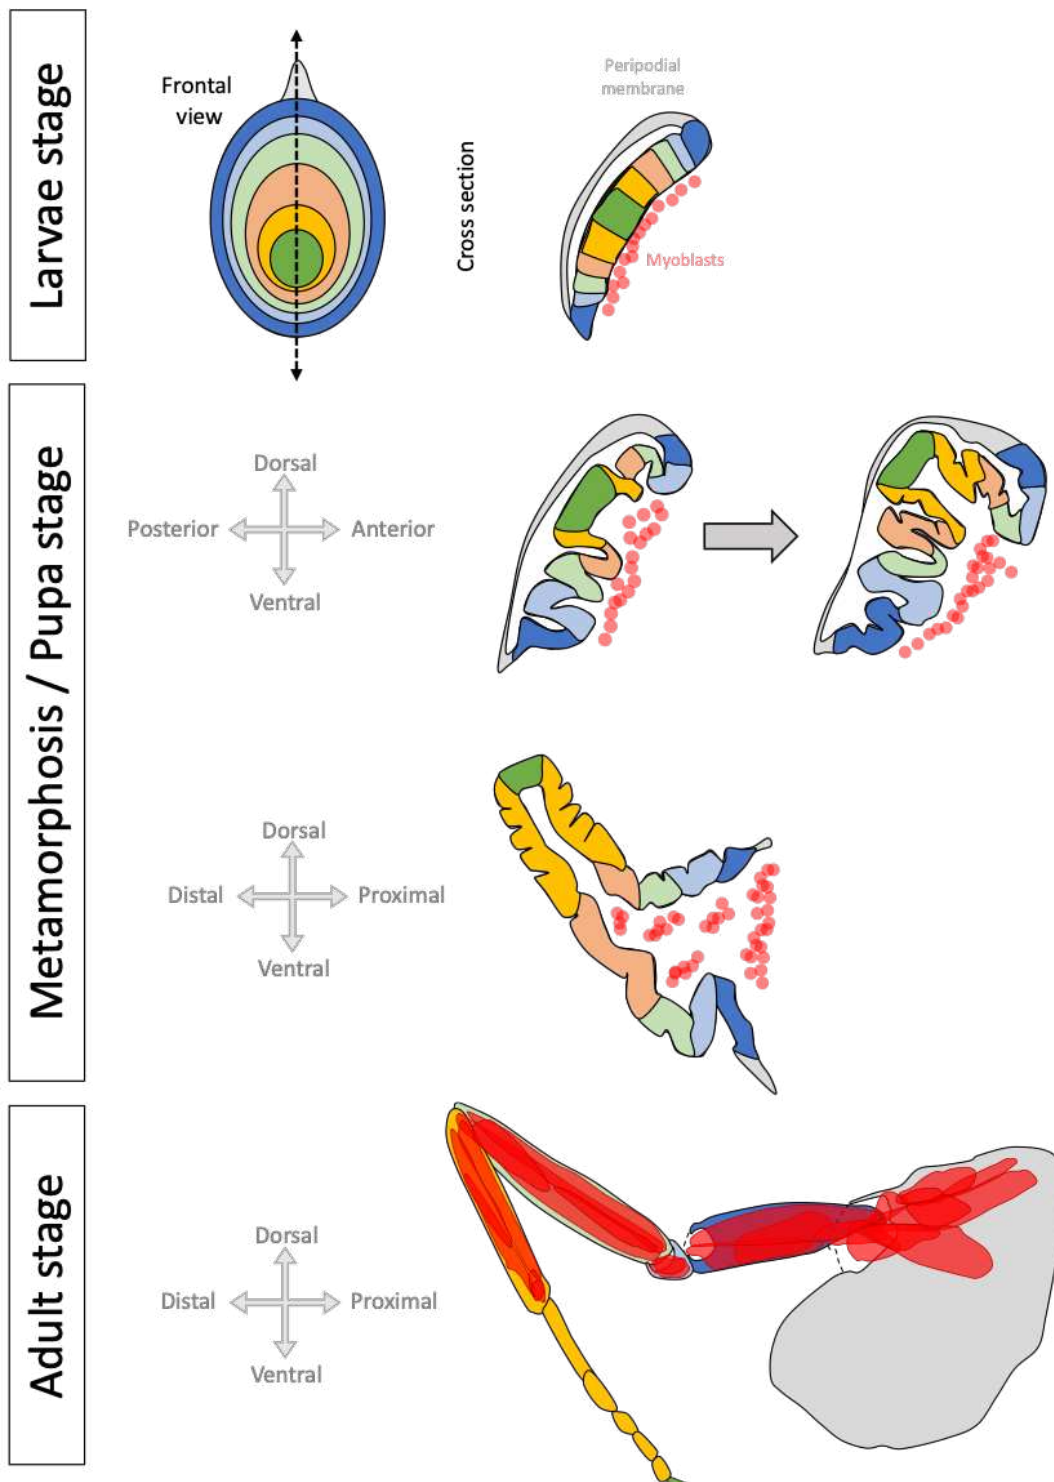 Larvae stage
Frontal
view
Cross section
Peripodial
membrane
Myoblasts
Metamorphosis / Pupa stage
Dorsal
Posterior
Anterior
Ventral
Dorsal
Distal
Proximal
Ventral
Adult stage
Dorsal
Distal
Proximal
Ventral